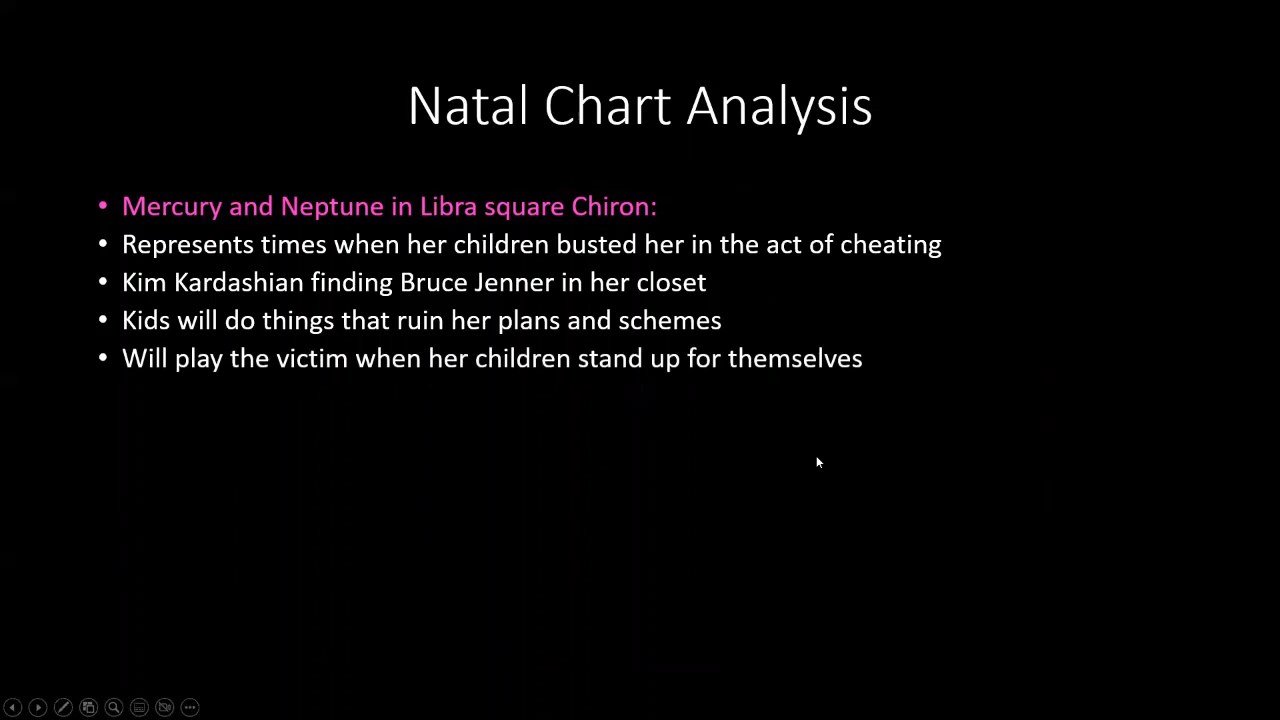 Natal Chart Analysis
• Mercury and Neptune in Libra square Chiron:
• Represents times when her children busted her in the act of cheating
• Kim Kardashian finding Bruce Jenner in her closet
• Kids will do things that ruin her plans and schemes
• Will play the victim when her children stand up for themselves